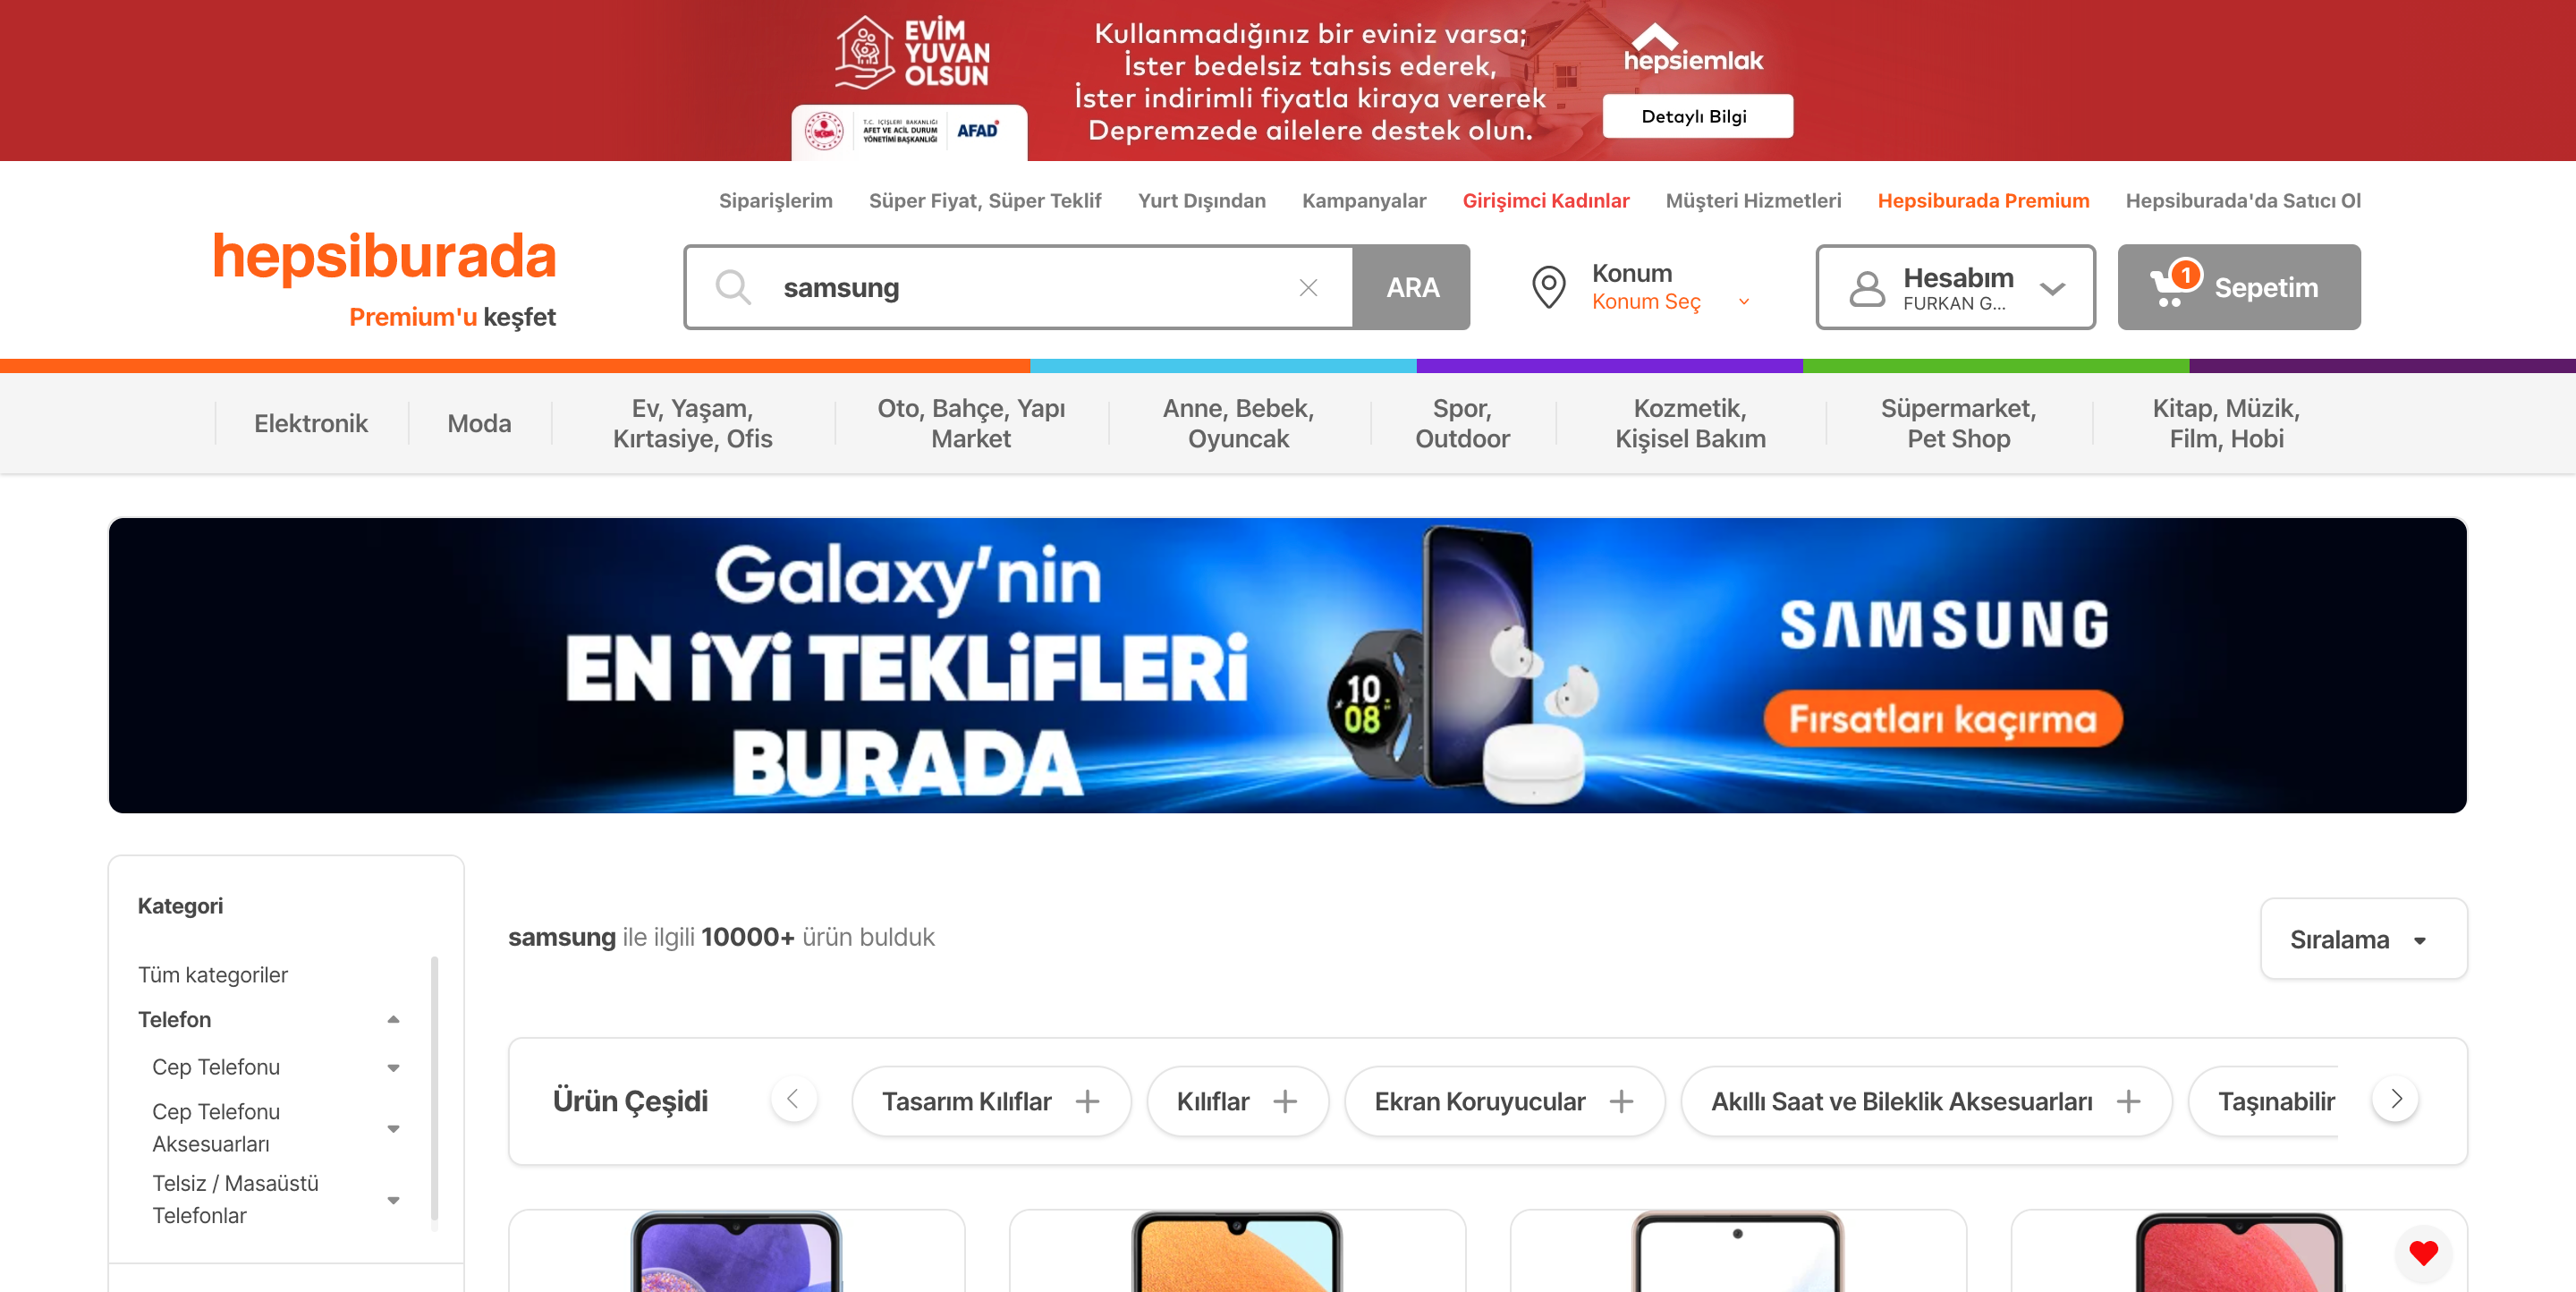 EVİM
YUVAN
OLSUN
T.C. İÇİŞLERİ BAKANLIĞI
AFET VE ACİL DURUM
YÖNETİMİ BAŞKANLIĞI
AFAD
Kullanmadığınız bir eviniz varsa;
İster bedelsiz tahsis ederek,
İster indirimli fiyatla kiraya vererek
Depremzede ailelere destek olun.
hepsiemlak
Detaylı Bilgi
Siparişlerim Süper Fiyat, Süper Teklif Yurt Dışından Kampanyalar Girişimci Kadınlar Müşteri Hizmetleri Hepsiburada Premium Hepsiburada'da Satıcı Ol
hepsiburada
Premium'u keşfet
samsung
ARA
Konum
Konum Seç
Hesabım
FURKAN G...
1
Sepetim
Elektronik
Moda
Ev, Yaşam,
Kırtasiye, Ofis
Oto, Bahçe, Yapı
Market
Anne, Bebek,
Oyuncak
Spor,
Outdoor
Kozmetik,
Kişisel Bakım
Süpermarket,
Pet Shop
Kitap, Müzik,
Film, Hobi
Galaxy'nin
EN İYİ TEKLİFLERİ
BURADA
10
08
SAMSUNG
Fırsatları kaçırma
Kategori
Tüm kategoriler
Telefon
Cep Telefonu
Cep Telefonu
Aksesuarları
Telsiz / Masaüstü
Telefonlar
samsung ile ilgili 10000+ ürün bulduk
Sıralama
Ürün Çeşidi
Tasarım Kılıflar
Kılıflar
Ekran Koruyucular
Akıllı Saat ve Bileklik Aksesuarları
Taşınabilir